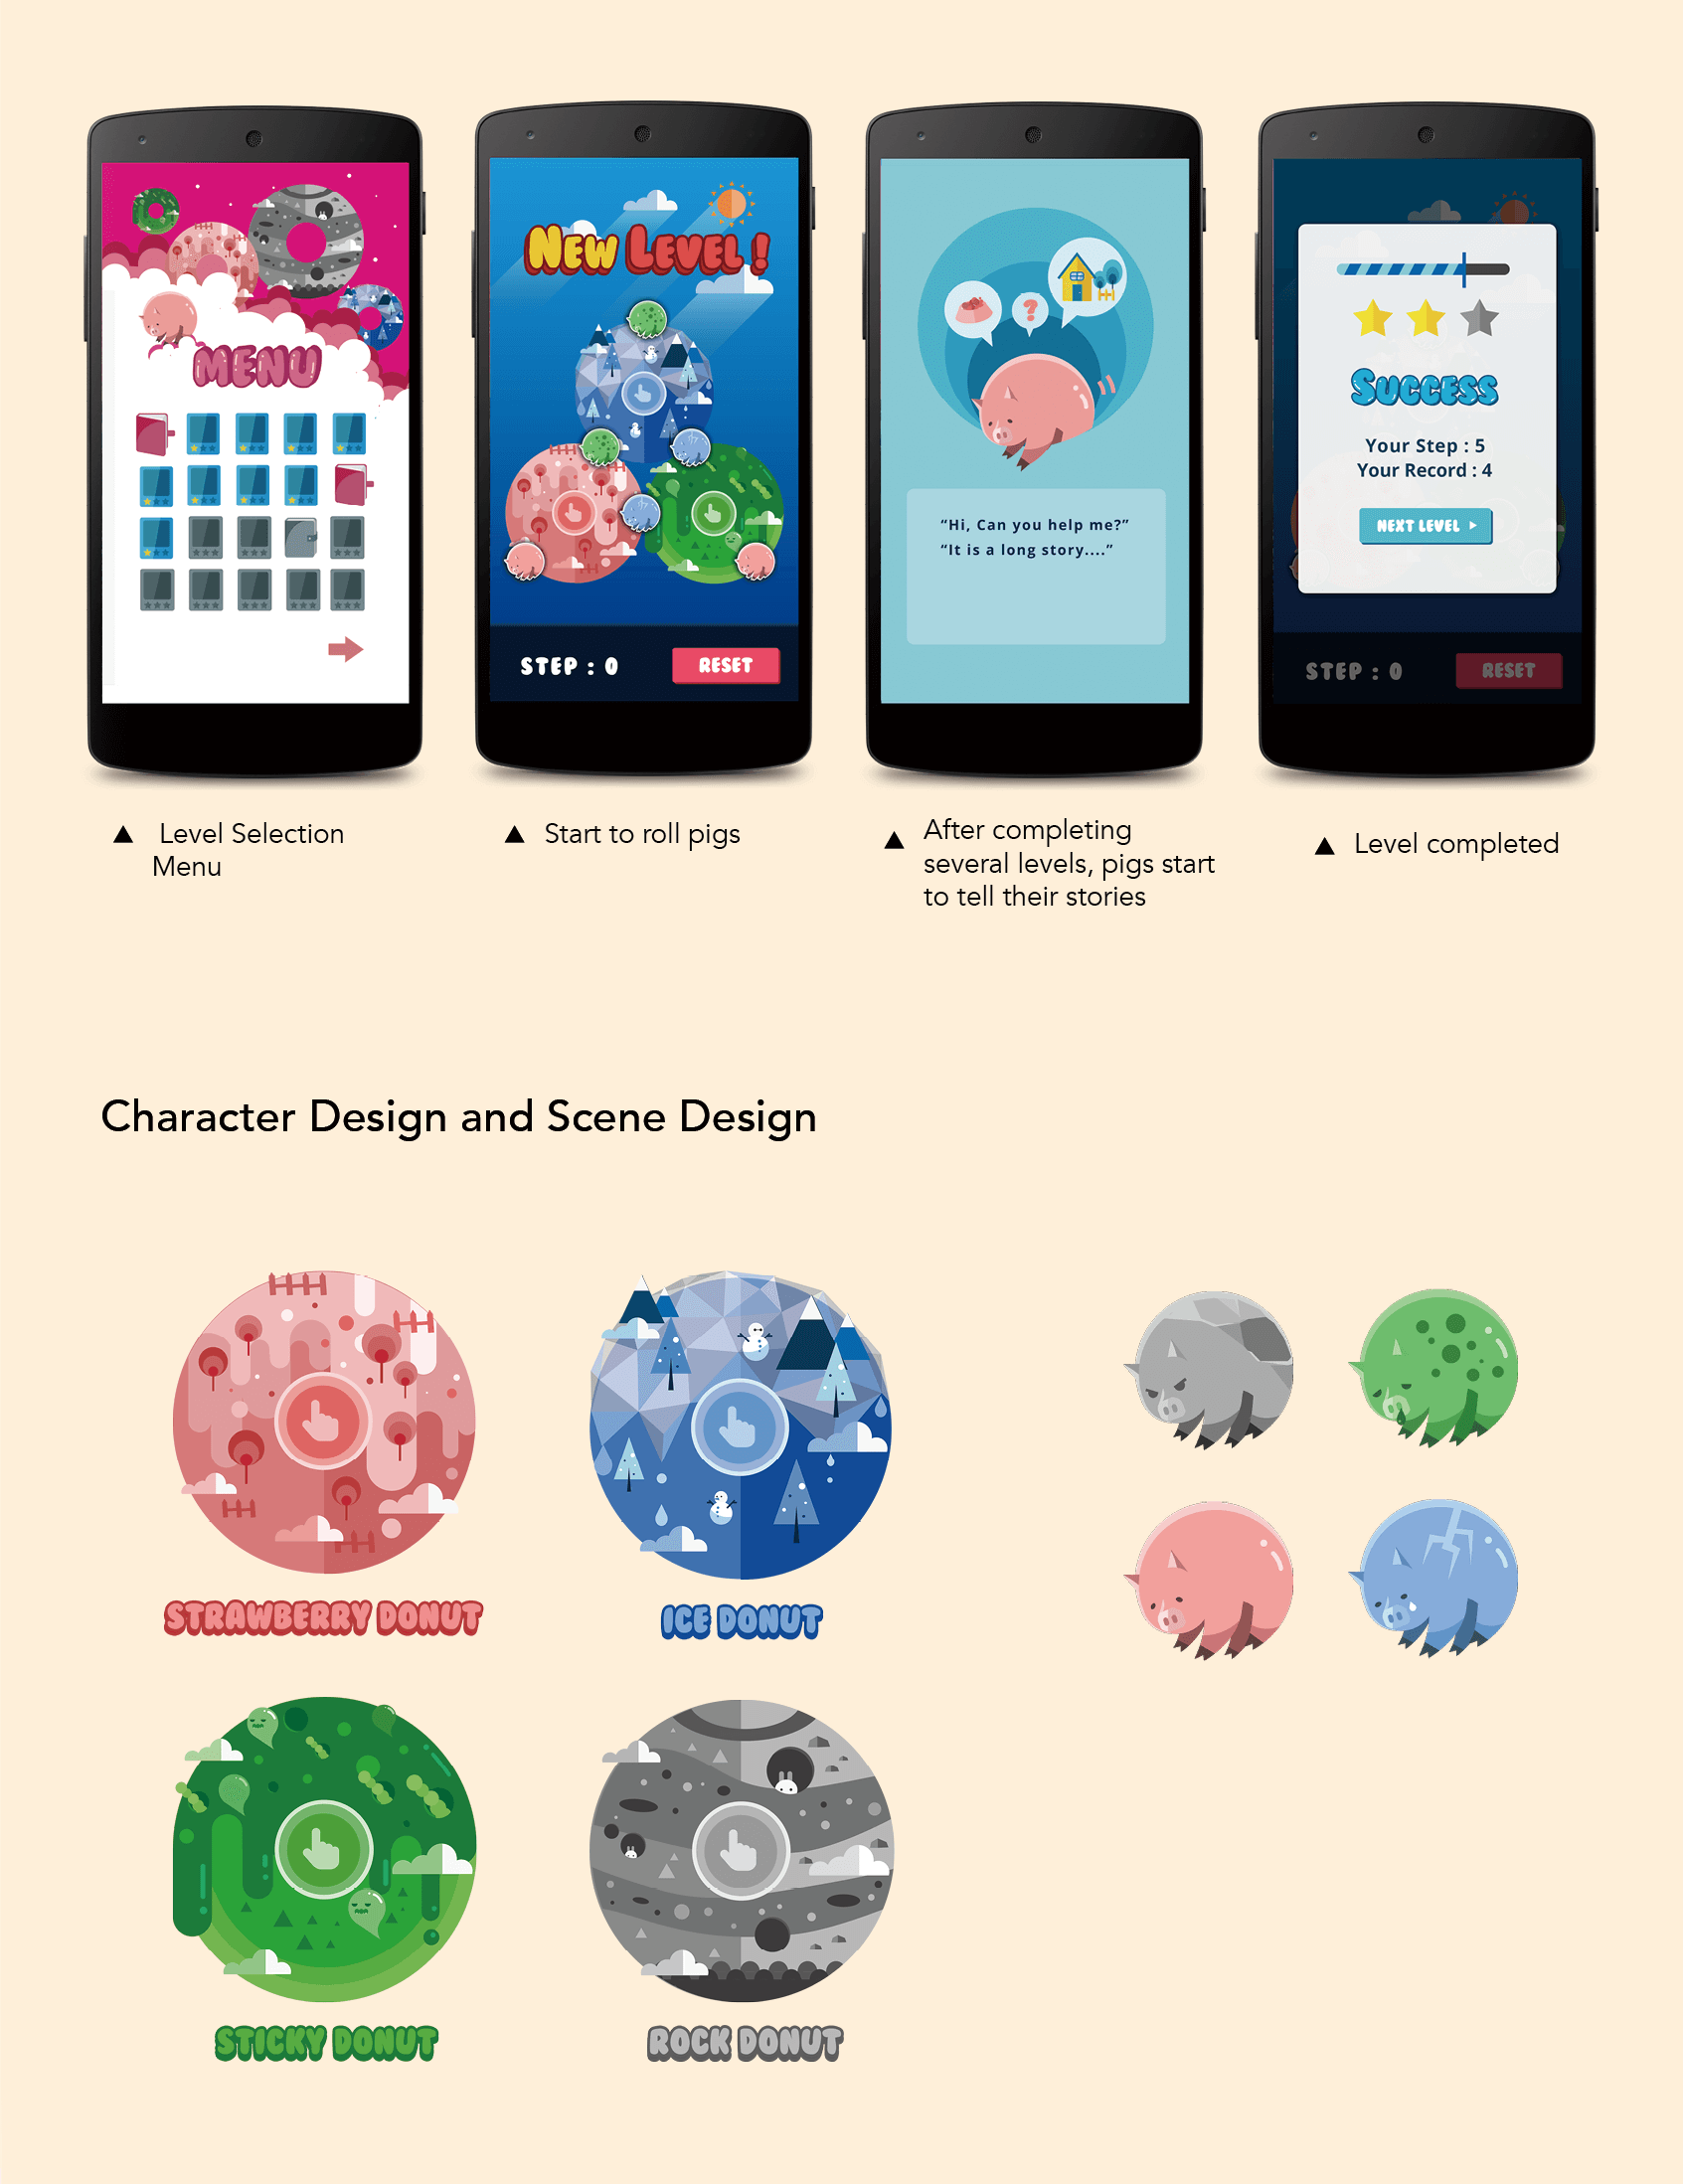 MENU
NEW LEVEL !
STEP : 0
RESET
“Hi, Can you help me?”
“It is a long story....”
?
SUCCESS
Your Step : 5
Your Record : 4
NEXT LEVEL
STEP : 0
RESET
Level Selection
Menu
Start to roll pigs
After completing
several levels, pigs start
to tell their stories
Level completed
Character Design and Scene Design
STRAWBERRY DONUT
ICE DONUT
STICKY DONUT
ROCK DONUT